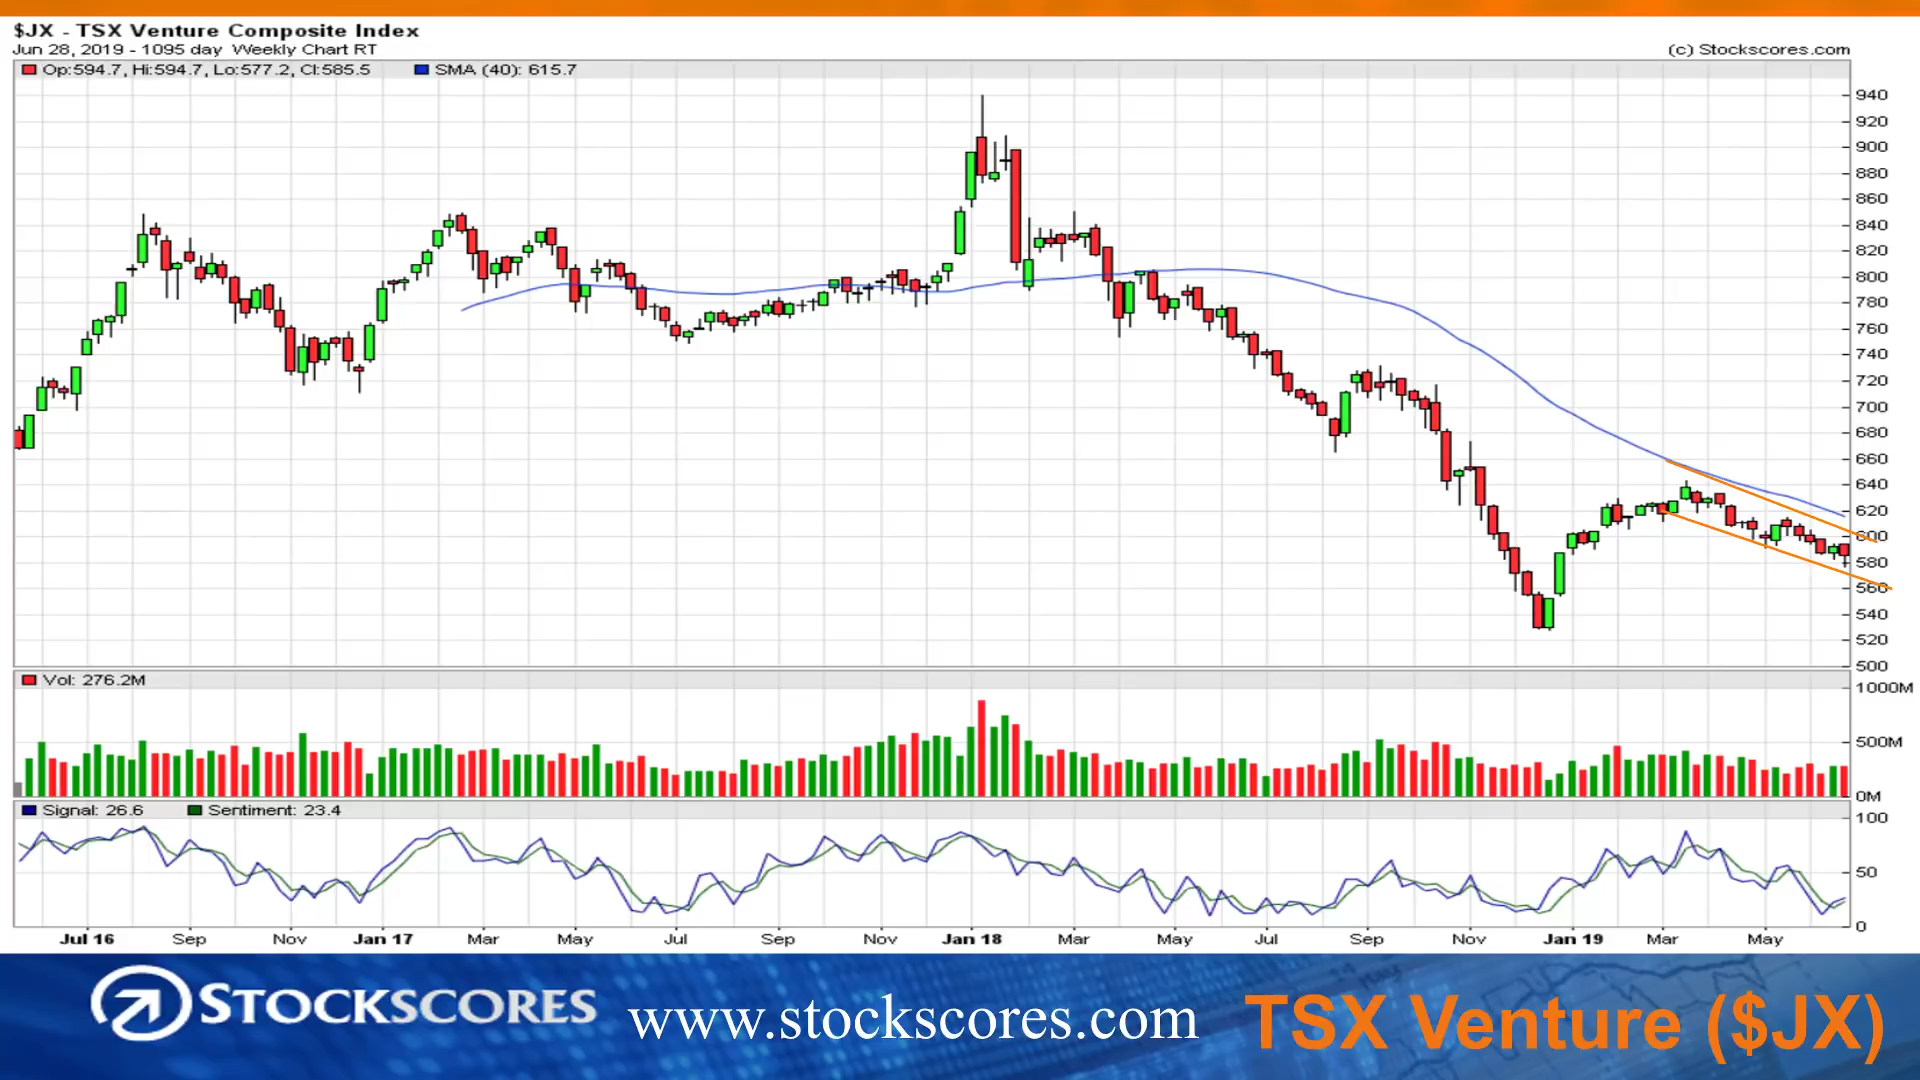 $JX - TSX Venture Composite Index
Jun 28, 2019 - 1095 day Weekly Chart RT
(c) Stockscores.com
Op:594.7, Hi:594.7, Lo:577.2, Cl:585.5
SMA (40): 615.7
940
920
900
880
860
840
820
800
780
760
740
720
700
680
660
640
620
600
580
560
540
520
500
Vol: 276.2M
1000M
500M
0M
Signal: 26.6
Sentiment: 23.4
100
50
0
Jul 16 Sep Nov Jan 17 Mar May Jul Sep Nov Jan 18 Mar May Jul Sep Nov Jan 19 Mar May
STOCKSCORES
www.stockscores.com
TSX Venture ($JX)